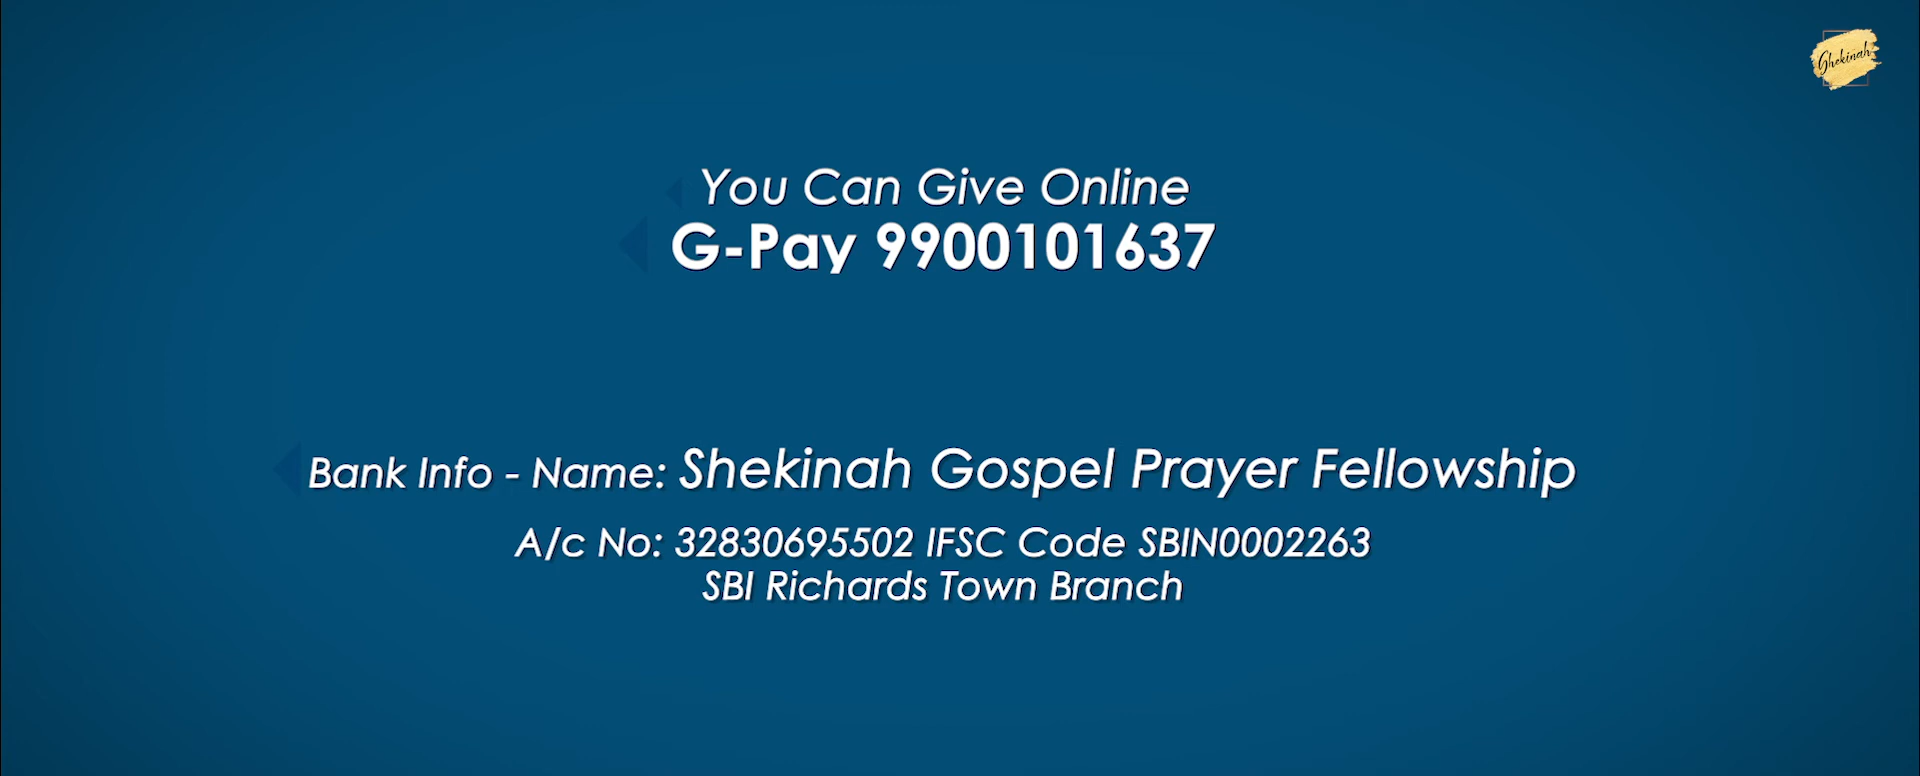 Shekinah
You Can Give Online
G-Pay 9900101637
Bank Info - Name: Shekinah Gospel Prayer Fellowship
A/c No: 32830695502 IFSC Code SBIN0002263
SBI Richards Town Branch